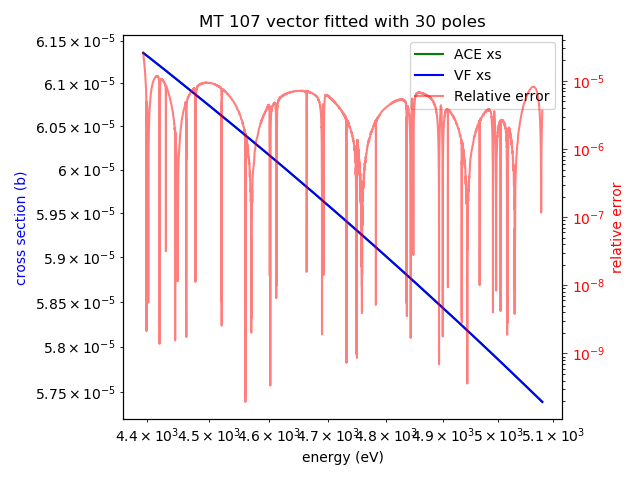 MT 107 vector fitted with 30 poles
ACE xs
VF xs
Relative error
cross section (b)
6.15 × 10⁻⁵
6.1 × 10⁻⁵
6.05 × 10⁻⁵
6 × 10⁻⁵
5.95 × 10⁻⁵
5.9 × 10⁻⁵
5.85 × 10⁻⁵
5.8 × 10⁻⁵
5.75 × 10⁻⁵
10⁻⁵
10⁻⁶
10⁻⁷
10⁻⁸
10⁻⁹
relative error
4.4 × 10³ 4.5 × 10³ 4.6 × 10³ 4.7 × 10³ 4.8 × 10³ 4.9 × 10³ 5 × 10³ 5.1 × 10³
energy (eV)